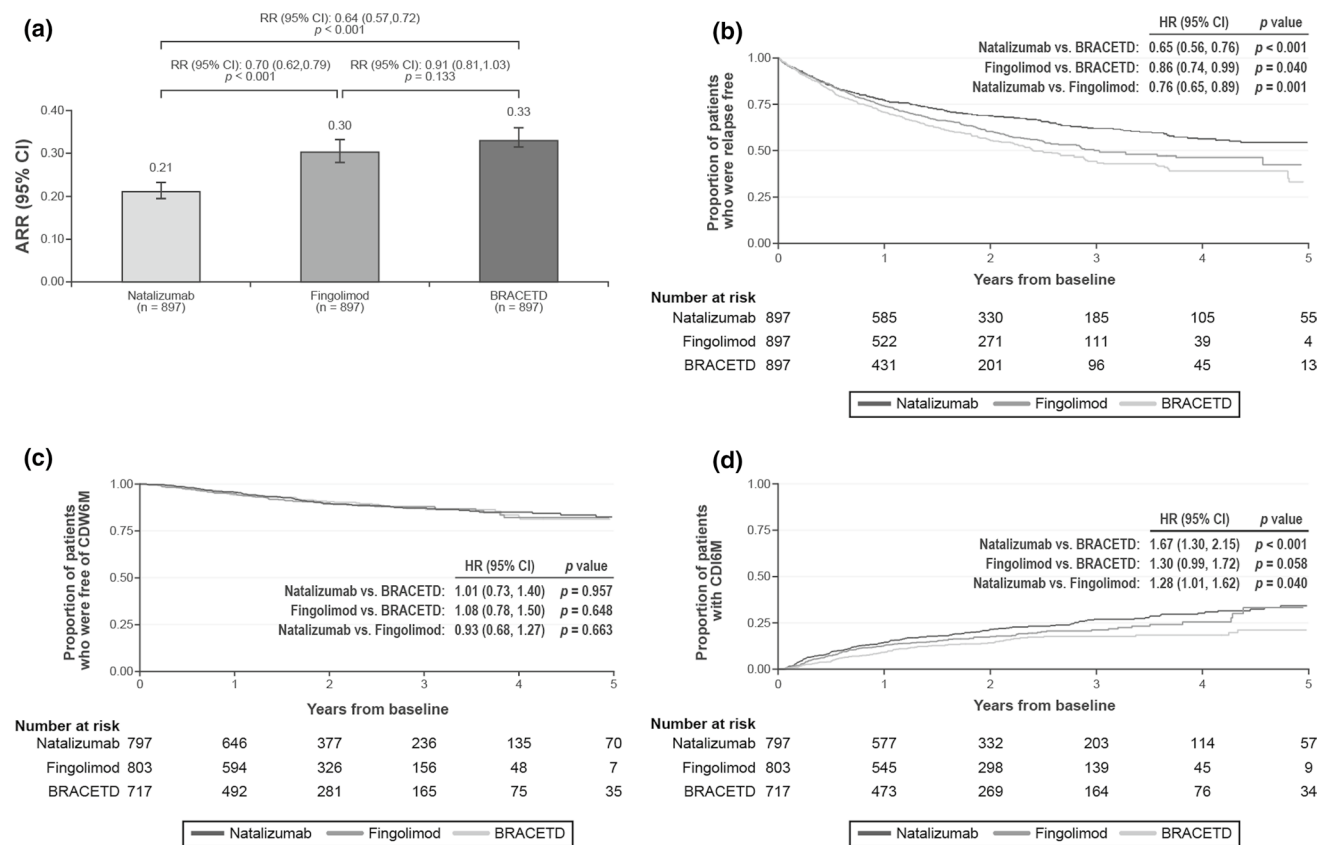 (a)
RR (95% CI): 0.64 (0.57,0.72)
p < 0.001
RR (95% CI): 0.70 (0.62,0.79)
p < 0.001
RR (95% CI): 0.91 (0.81,1.03)
p = 0.133
ARR (95% CI)
0.40
0.30
0.20
0.10
0.00
0.21
0.30
0.33
Natalizumab
(n = 897)
Fingolimod
(n = 897)
BRACETD
(n = 897)
(b)
HR (95% CI) p value
Natalizumab vs. BRACETD: 0.65 (0.56, 0.76) p < 0.001
Fingolimod vs. BRACETD: 0.86 (0.74, 0.99) p = 0.040
Natalizumab vs. Fingolimod: 0.76 (0.65, 0.89) p = 0.001
Proportion of patients
who were relapse free
1.00
0.75
0.50
0.25
0.00
0 1 2 3 4 5
Years from baseline
Number at risk
Natalizumab 897 585 330 185 105 55
Fingolimod 897 522 271 111 39 4
BRACETD 897 431 201 96 45 13
Natalizumab Fingolimod BRACETD
(c)
Proportion of patients
who were free of CDW6M
1.00
0.75
0.50
0.25
0.00
HR (95% CI) p value
Natalizumab vs. BRACETD: 1.01 (0.73, 1.40) p = 0.957
Fingolimod vs. BRACETD: 1.08 (0.78, 1.50) p = 0.648
Natalizumab vs. Fingolimod: 0.93 (0.68, 1.27) p = 0.663
0 1 2 3 4 5
Years from baseline
Number at risk
Natalizumab 797 646 377 236 135 70
Fingolimod 803 594 326 156 48 7
BRACETD 717 492 281 165 75 35
Natalizumab Fingolimod BRACETD
(d)
Proportion of patients
with CDI6M
1.00
0.75
0.50
0.25
0.00
HR (95% CI) p value
Natalizumab vs. BRACETD: 1.67 (1.30, 2.15) p < 0.001
Fingolimod vs. BRACETD: 1.30 (0.99, 1.72) p = 0.058
Natalizumab vs. Fingolimod: 1.28 (1.01, 1.62) p = 0.040
0 1 2 3 4 5
Years from baseline
Number at risk
Natalizumab 797 577 332 203 114 57
Fingolimod 803 545 298 139 45 9
BRACETD 717 473 269 164 76 34
Natalizumab Fingolimod BRACETD